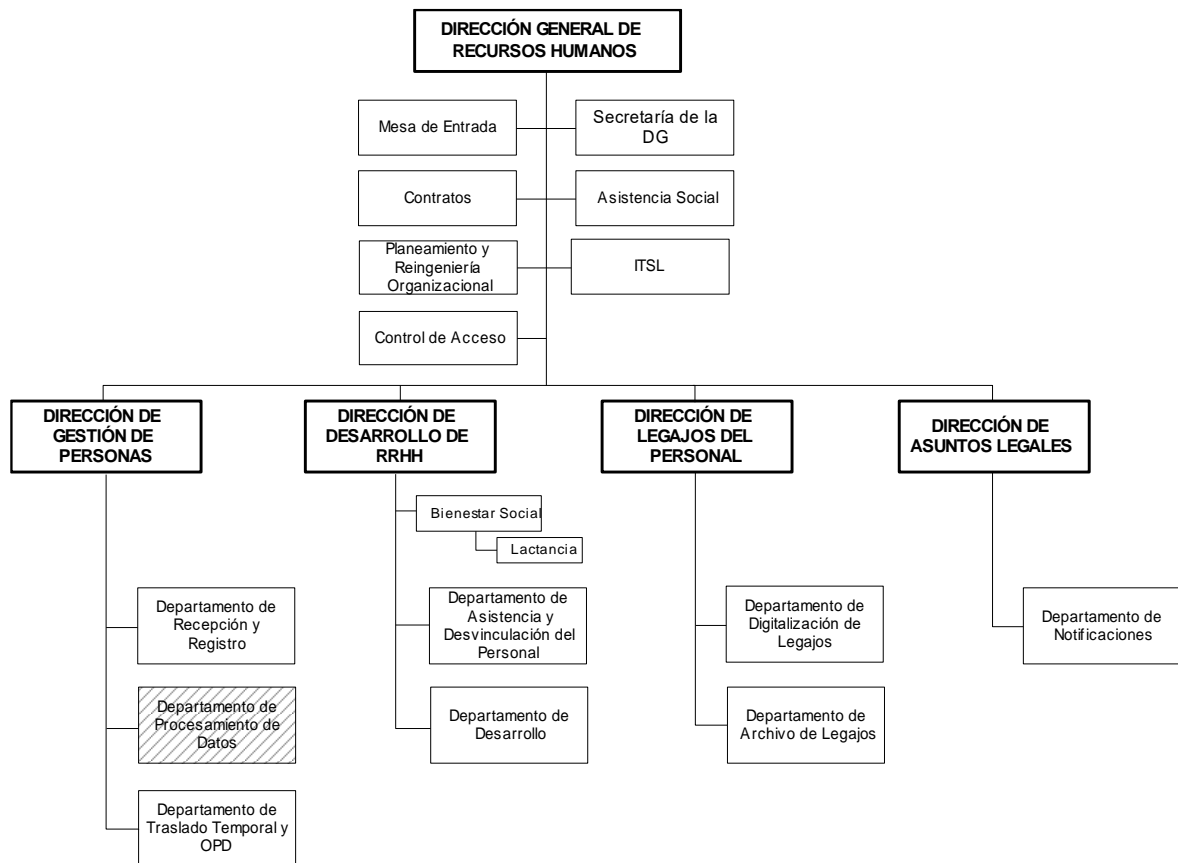 DIRECCIÓN GENERAL DE
RECURSOS HUMANOS
Mesa de Entrada
Secretaría de la
DG
Contratos
Asistencia Social
Planeamiento y
Reingeniería
Organizacional
ITSL
Control de Acceso
DIRECCIÓN DE
GESTIÓN DE
PERSONAS
DIRECCIÓN DE
DESARROLLO DE
RRHH
DIRECCIÓN DE
LEGAJOS DEL
PERSONAL
DIRECCIÓN DE
ASUNTOS LEGALES
Bienestar Social
Lactancia
Departamento de
Recepción y
Registro
Departamento de
Asistencia y
Desvinculación del
Personal
Departamento de
Digitalización de
Legajos
Departamento de
Notificaciones
Departamento de
Procesamiento de
Datos
Departamento de
Desarrollo
Departamento de
Archivo de Legajos
Departamento de
Traslado Temporal y
OPD